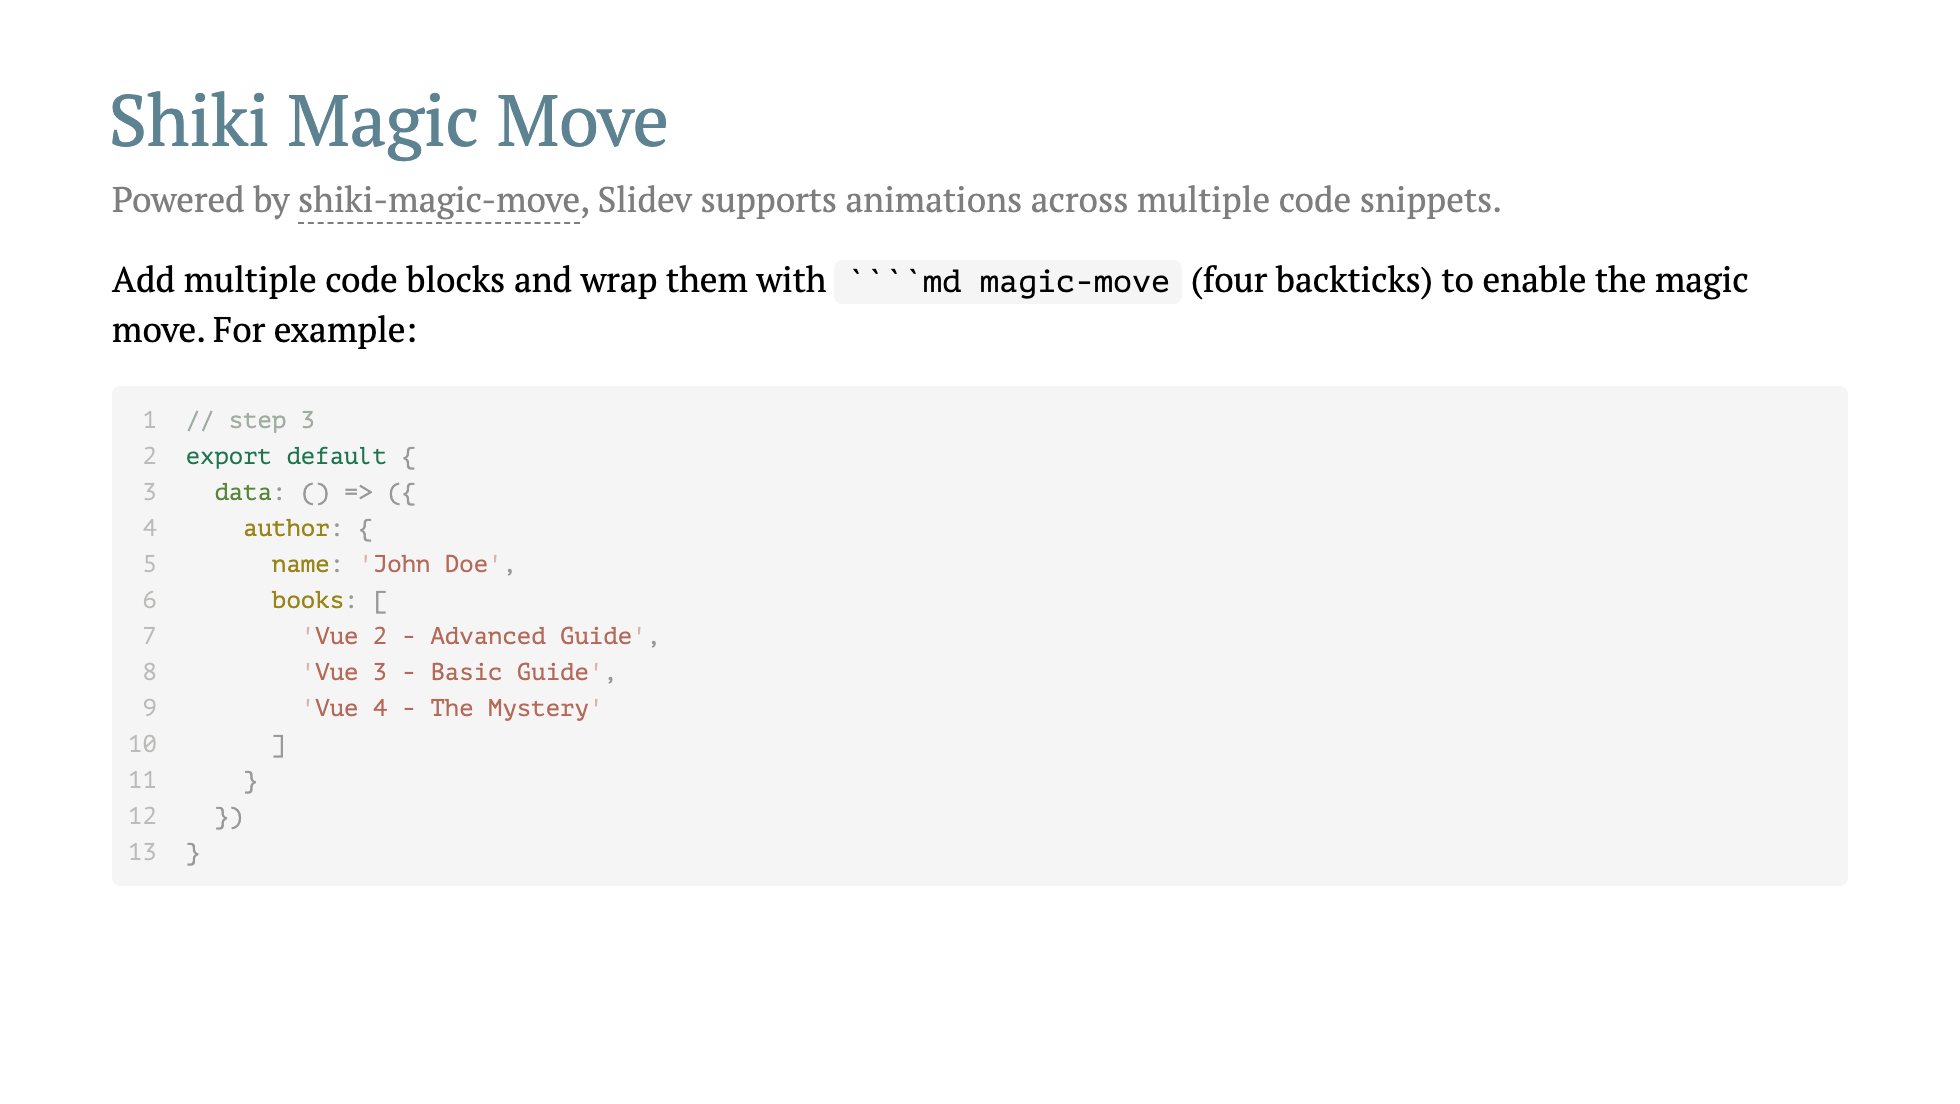 Shiki Magic Move
Powered by shiki-magic-move, Slidev supports animations across multiple code snippets.
Add multiple code blocks and wrap them with ````md magic-move (four backticks) to enable the magic
move. For example:
1 // step 3
2 export default {
3   data: () => ({
4     author: {
5       name: 'John Doe',
6       books: [
7         'Vue 2 - Advanced Guide',
8         'Vue 3 - Basic Guide',
9         'Vue 4 - The Mystery'
10       ]
11     }
12   })
13 }